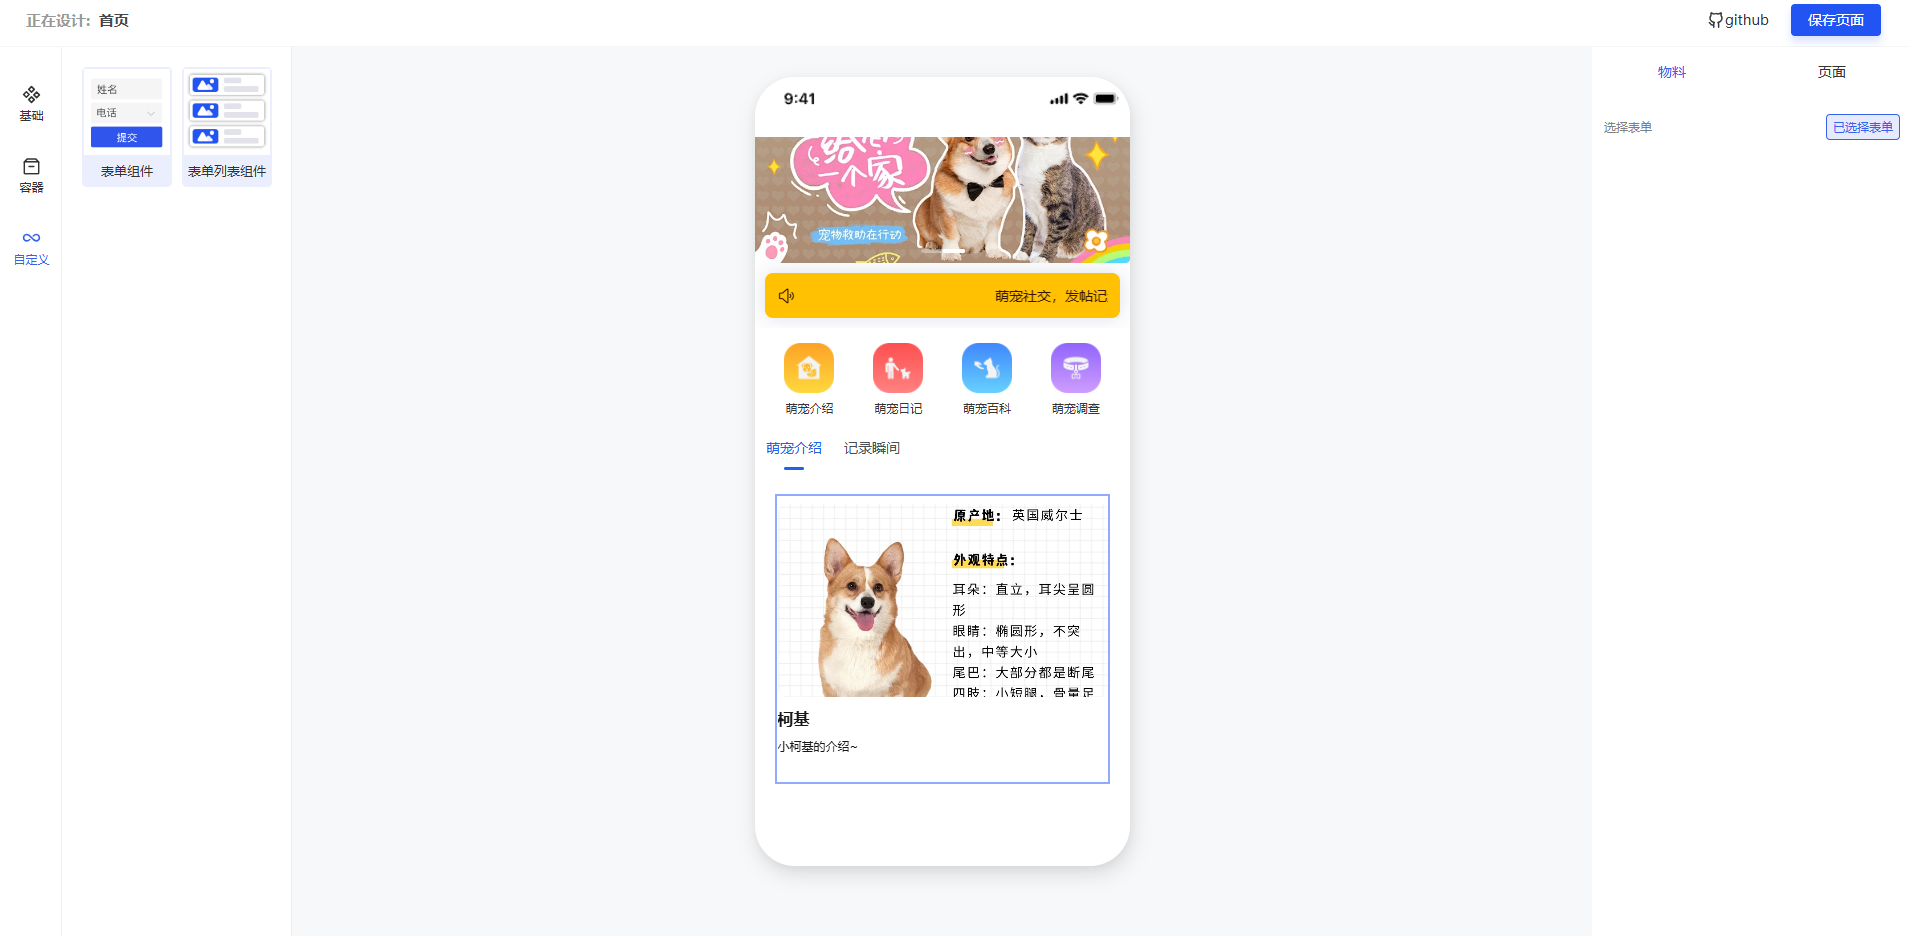 正在设计: 首页
github
保存页面
基础
容器
自定义
姓名
电话
提交
表单组件
表单列表组件
9:41
一个家
宠物救助在行动
萌宠社交，发帖记
萌宠介绍
萌宠日记
萌宠百科
萌宠调查
萌宠介绍
记录瞬间
原产地：英国威尔士
外观特点：
耳朵：直立，耳尖呈圆
形
眼睛：椭圆形，不突
出，中等大小
尾巴：大部分都是断尾
四肢：小短腿，骨量足
柯基
小柯基的介绍~
物料
页面
选择表单
已选择表单